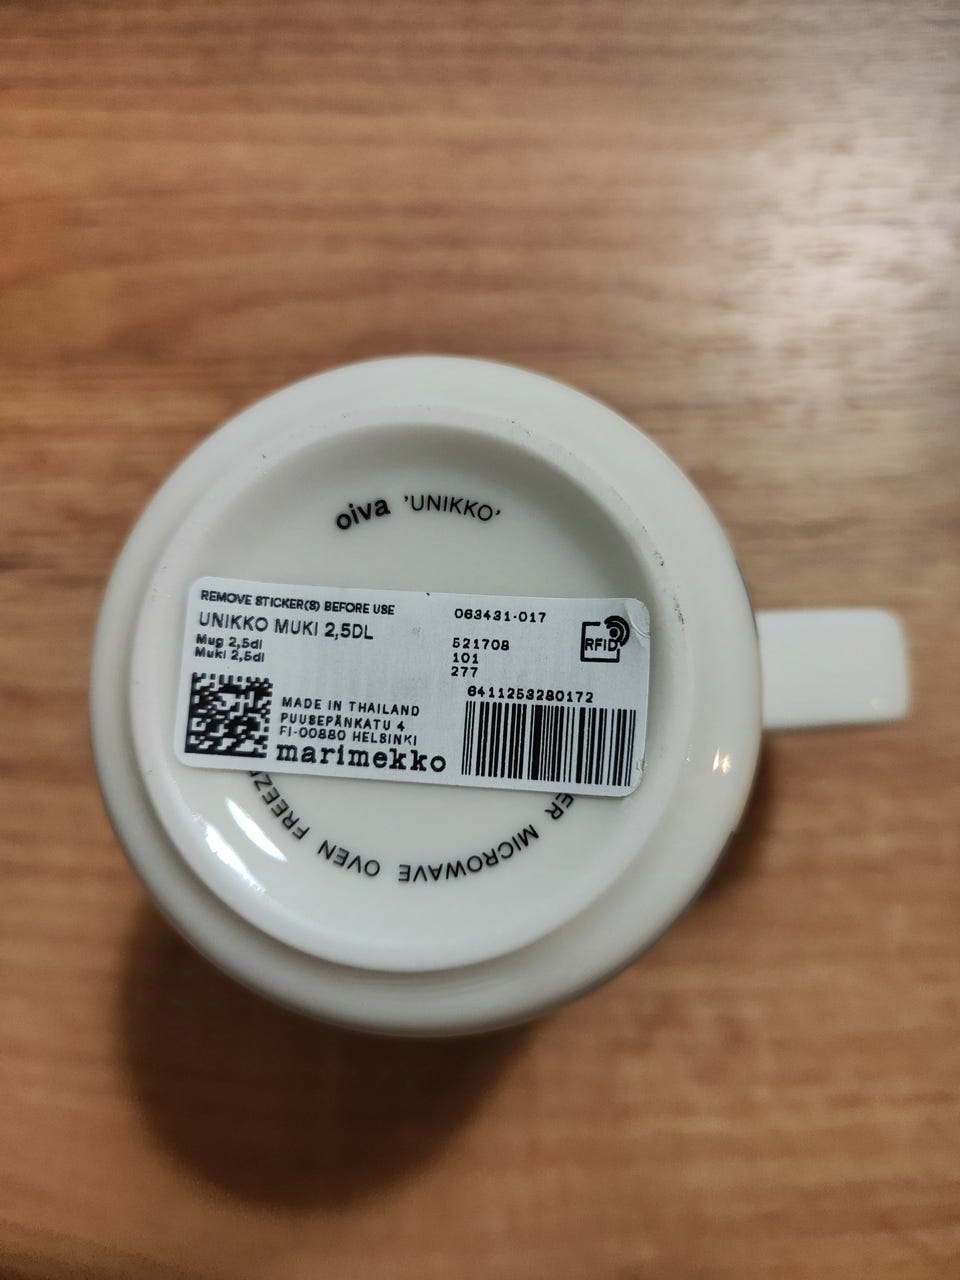 oiva 'UNIKKO'
REMOVE STICKER(S) BEFORE USE
UNIKKO MUKI 2,5DL
Mug 2,5dl
Muki 2,5dl
063431-017
521708
101
277
RFID
6411253280172
MADE IN THAILAND
PUUSEPÄNKATU 4
FI-00880 HELSINKI
marimekko
MICROWAVE OVEN